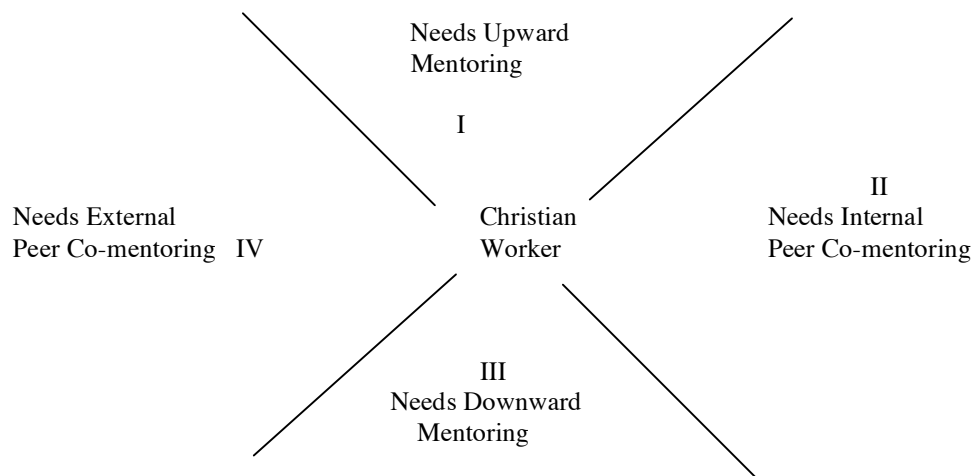 Needs Upward
Mentoring
I
II
Needs External
Peer Co-mentoring IV
Christian
Worker
Needs Internal
Peer Co-mentoring
III
Needs Downward
Mentoring